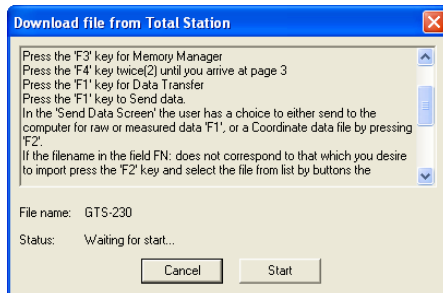 Download file from Total Station
Press the 'F3' key for Memory Manager
Press the 'F4' key twice(2) until you arrive at page 3
Press the 'F1' key for Data Transfer
Press the 'F1' key to Send data.
In the 'Send Data Screen' the user has a choice to either send to the
computer for raw or measured data 'F1', or a Coordinate data file by pressing
'F2'.
If the filename in the field FN: does not correspond to that which you desire
to import press the 'F2' key and select the file from list by buttons the
File name: GTS-230
Status: Waiting for start...
Cancel Start